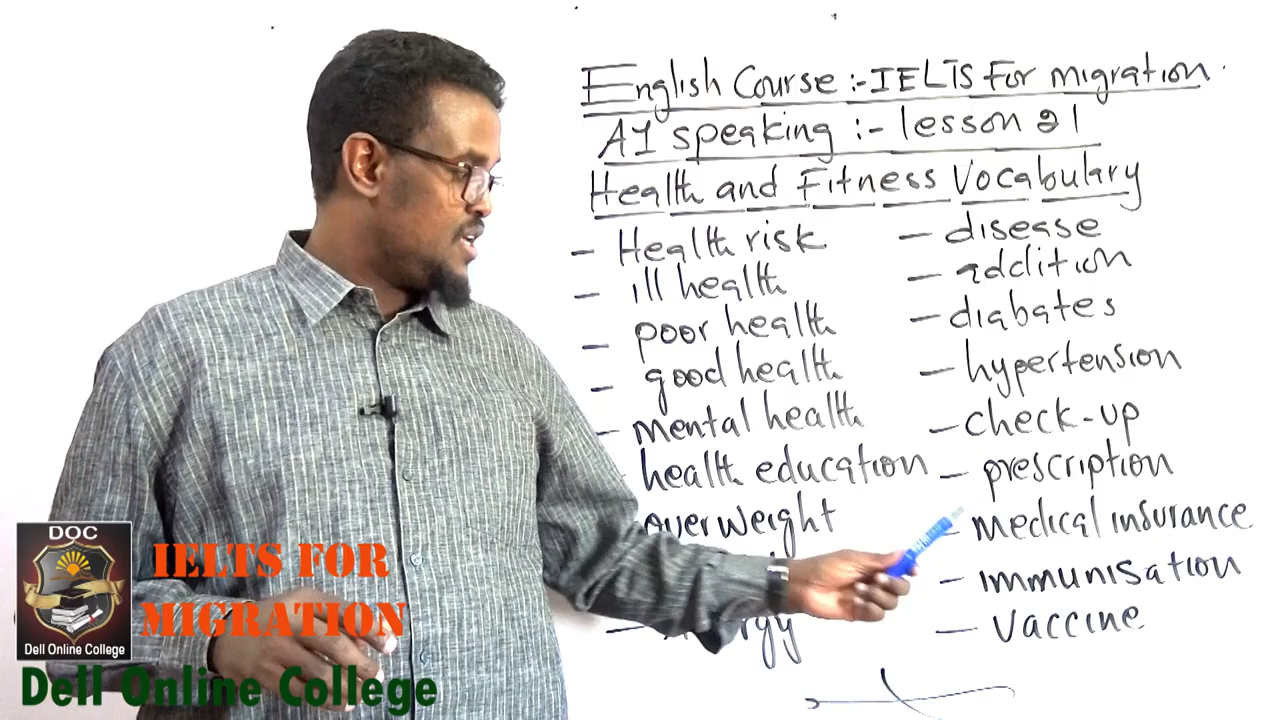 English Course :- IELTS For migration.
A1 speaking :- lesson 21
Health and Fitness Vocabulary
- Health risk
- ill health
- poor health
- good health
- mental health
health education
overweight
- disease
- addition
- diabates
- hypertension
- check-up
- prescription
- medical insurance
- immunisation
- vaccine
DOC
Dell Online College
IELTS FOR
MIGRATION
Dell Online College